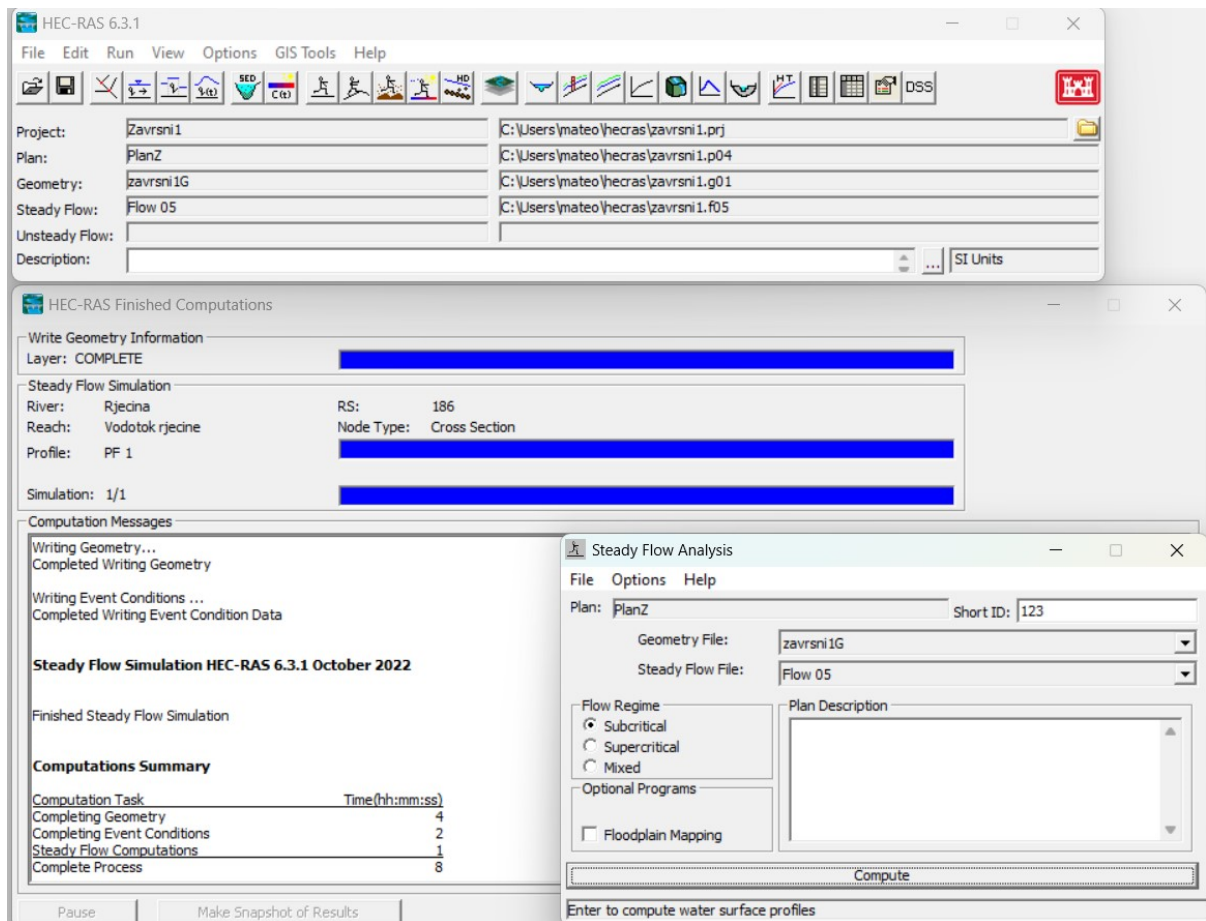 HEC-RAS 6.3.1
File Edit Run View Options GIS Tools Help
SED C(t) HD HT DSS
Project: Zavrsni1 C:\Users\mateo\hecras\zavrsni1.prj
Plan: PlanZ C:\Users\mateo\hecras\zavrsni1.p04
Geometry: zavrsni1G C:\Users\mateo\hecras\zavrsni1.g01
Steady Flow: Flow 05 C:\Users\mateo\hecras\zavrsni1.f05
Unsteady Flow:
Description: ... SI Units
HEC-RAS Finished Computations
Write Geometry Information
Layer: COMPLETE
Steady Flow Simulation
River: Rjecina RS: 186
Reach: Vodotok rjecine Node Type: Cross Section
Profile: PF 1
Simulation: 1/1
Computation Messages
Writing Geometry...
Completed Writing Geometry
Writing Event Conditions ...
Completed Writing Event Condition Data
Steady Flow Simulation HEC-RAS 6.3.1 October 2022
Finished Steady Flow Simulation
Computations Summary
Computation Task Time(hh:mm:ss)
Completing Geometry 4
Completing Event Conditions 2
Steady Flow Computations 1
Complete Process 8
Pause Make Snapshot of Results
Steady Flow Analysis
File Options Help
Plan: PlanZ Short ID: 123
Geometry File: zavrsni1G
Steady Flow File: Flow 05
Flow Regime
Subcritical
Supercritical
Mixed
Optional Programs
Floodplain Mapping
Plan Description
Compute
Enter to compute water surface profiles